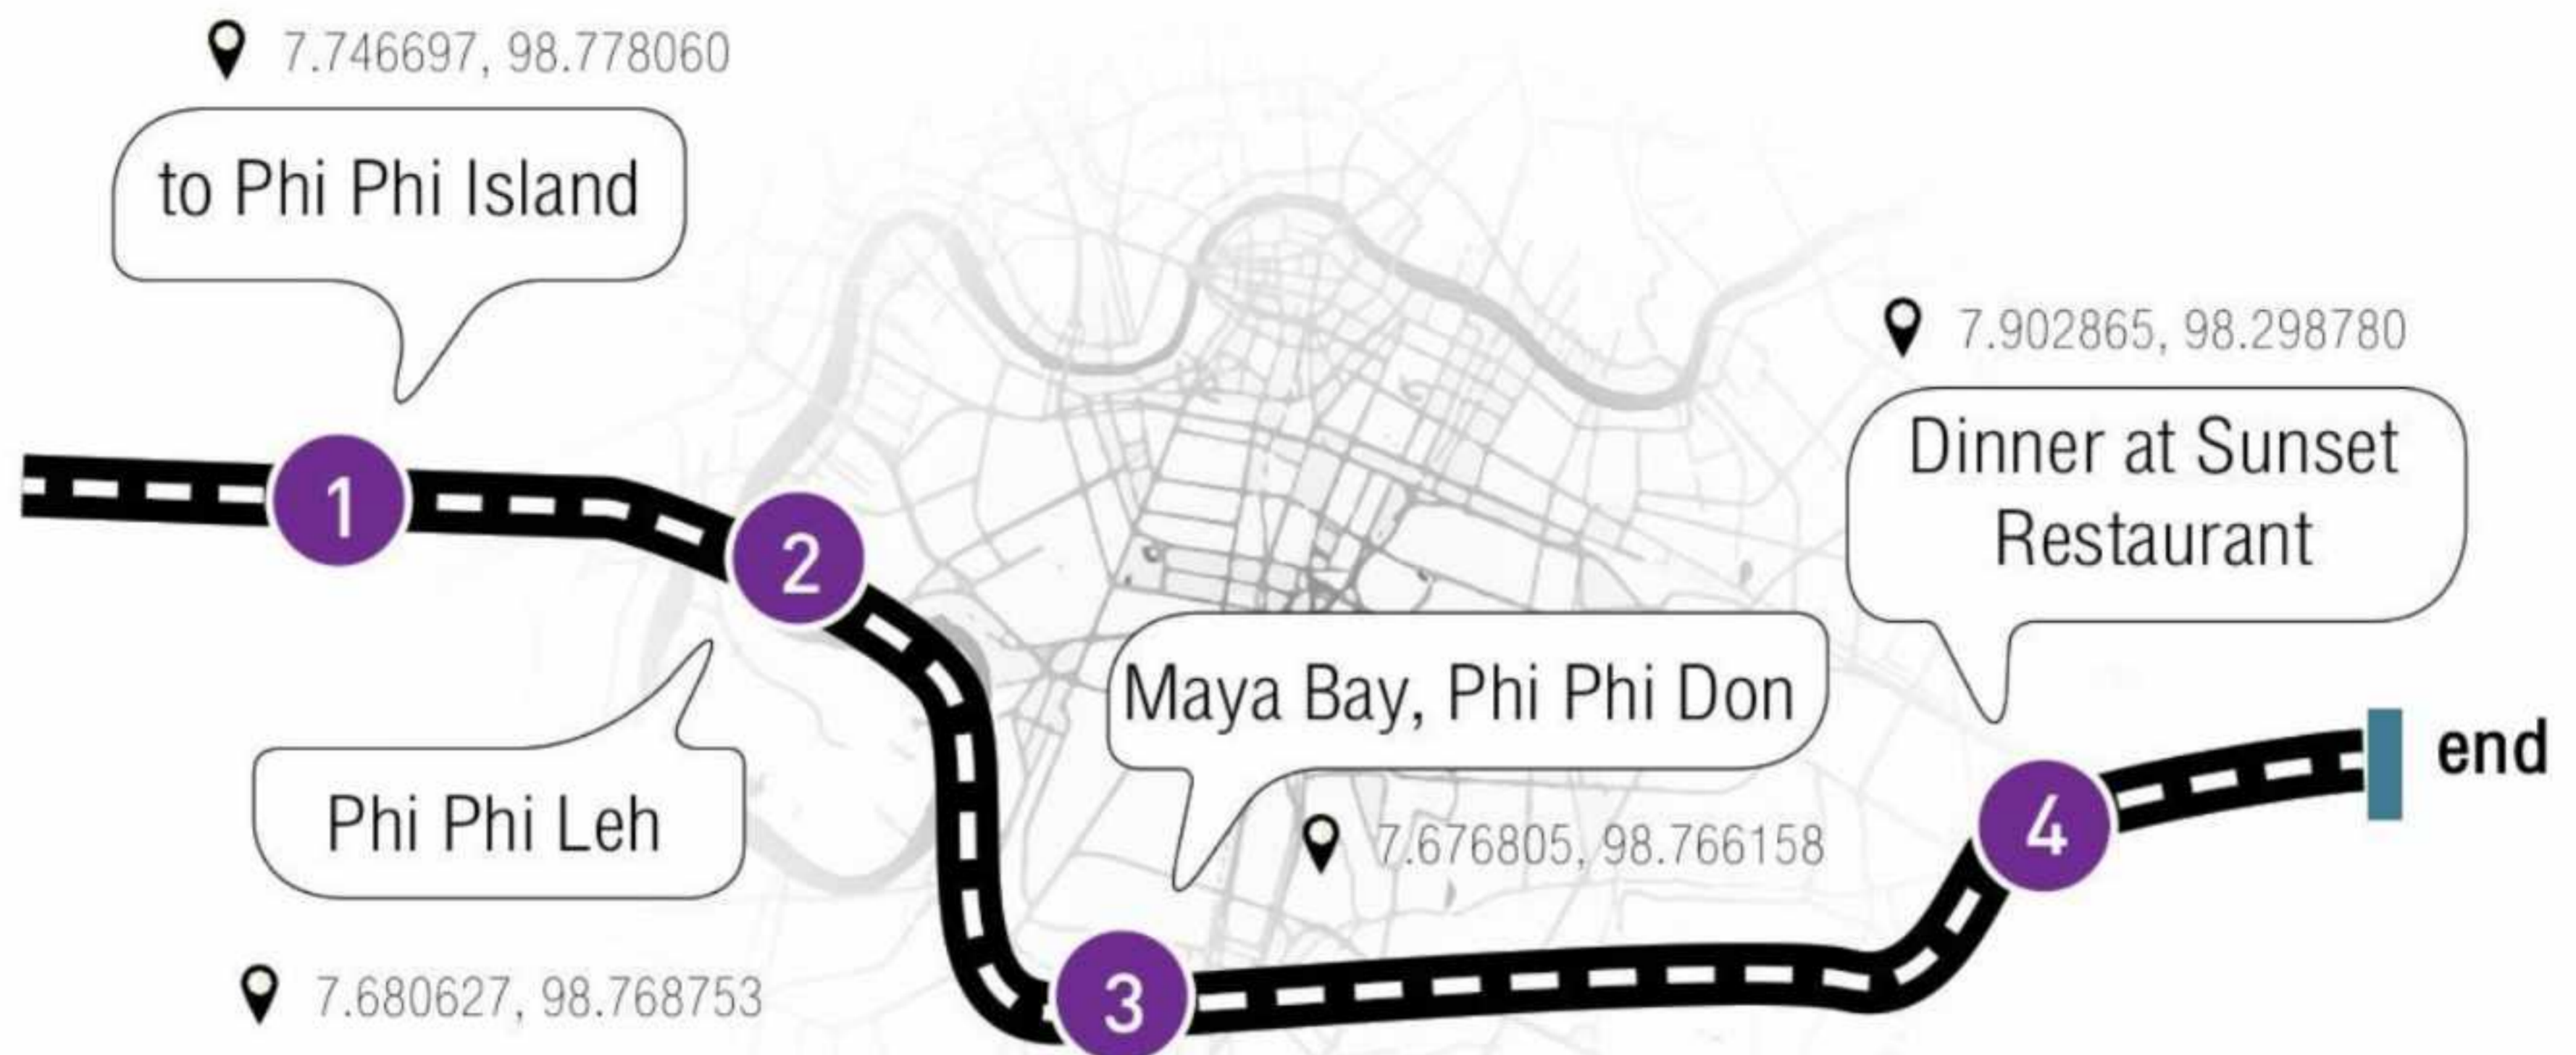 7.746697, 98.778060
to Phi Phi Island
1
2
Phi Phi Leh
7.680627, 98.768753
3
Maya Bay, Phi Phi Don
7.676805, 98.766158
7.902865, 98.298780
Dinner at Sunset
Restaurant
4
end